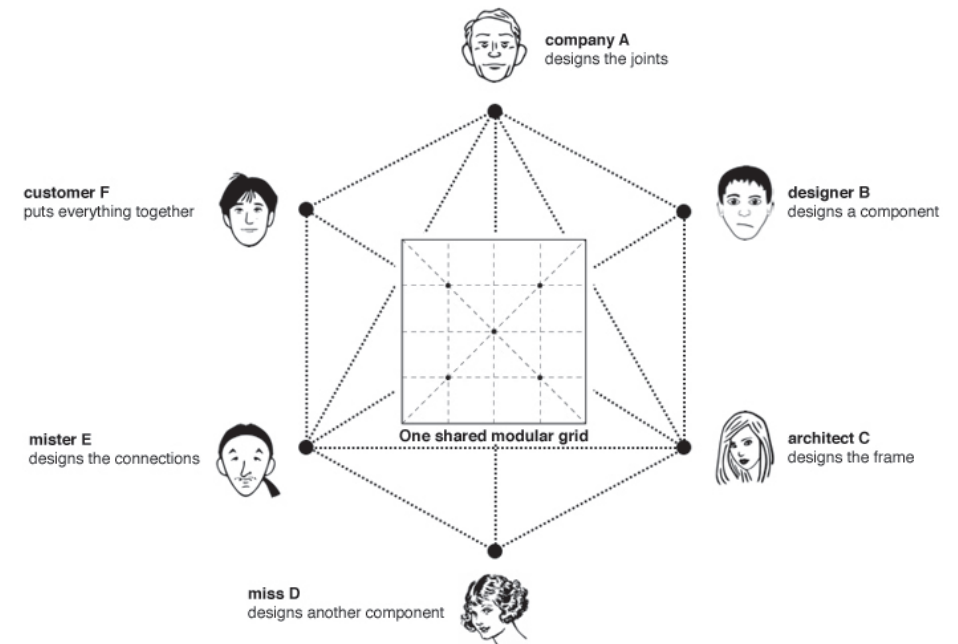 company A
designs the joints
customer F
puts everything together
designer B
designs a component
One shared modular grid
mister E
designs the connections
architect C
designs the frame
miss D
designs another component